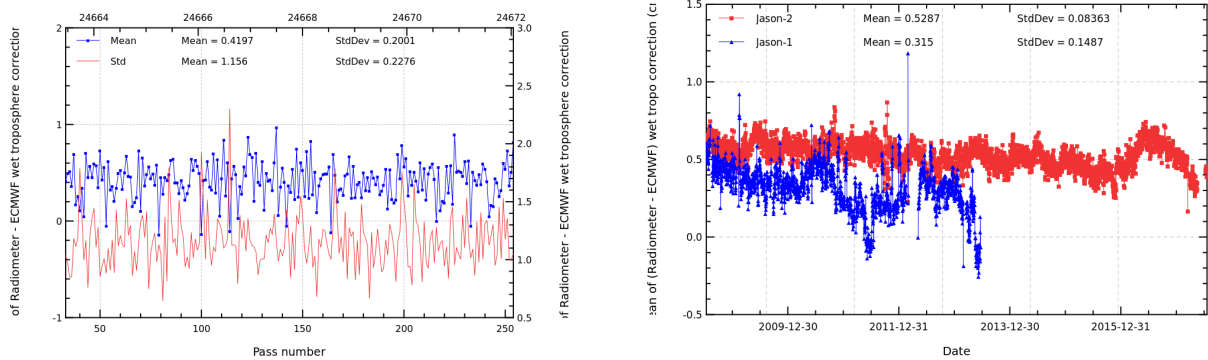 24664 24666 24668 24670 24672
2 3.0
Mean Mean = 0.4197 StdDev = 0.2001
Std Mean = 1.156 StdDev = 0.2276
2.5
1 2.0
1.5
0
1.0
-1 0.5
50 100 150 200 250
Pass number
of Radiometer - ECMWF wet troposphere correction
of Radiometer - ECMWF wet troposphere correction
1.5
Jason-2 Mean = 0.5287 StdDev = 0.08363
Jason-1 Mean = 0.315 StdDev = 0.1487
1.0
0.5
0.0
-0.5
2009-12-30 2011-12-31 2013-12-30 2015-12-31
Date
of (Radiometer - ECMWF) wet tropo correction